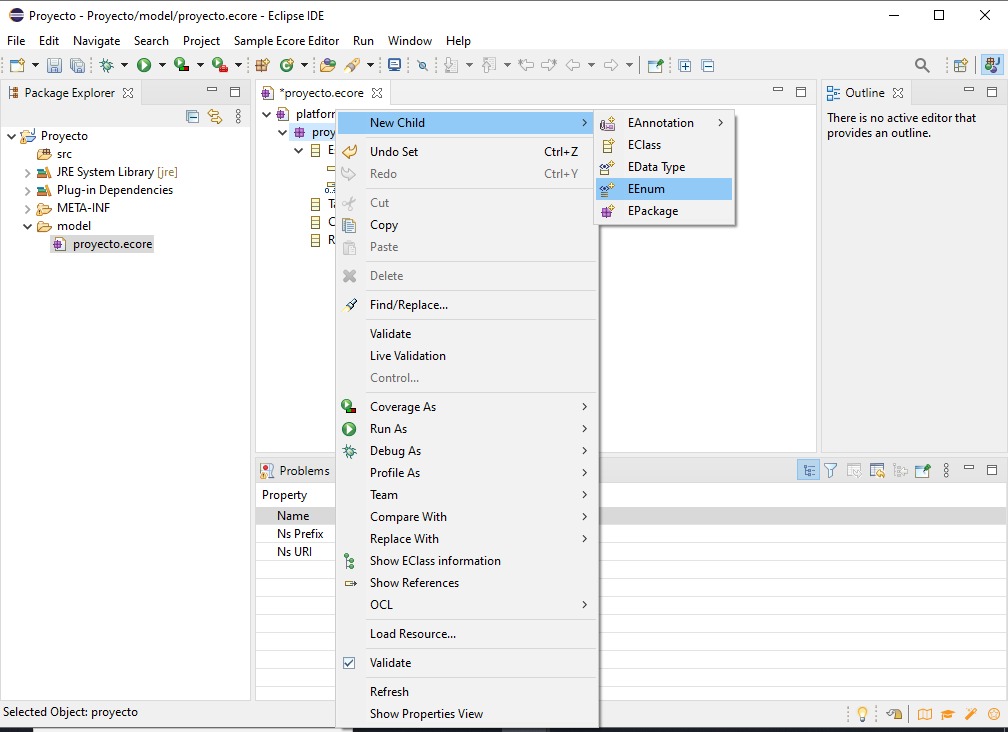 Proyecto - Proyecto/model/proyecto.ecore - Eclipse IDE
File Edit Navigate Search Project Sample Ecore Editor Run Window Help
Package Explorer
Proyecto
src
JRE System Library [jre]
Plug-in Dependencies
META-INF
model
proyecto.ecore
*proyecto.ecore
platforr
proy
E
T
C
R
New Child
Undo Set Ctrl+Z
Redo Ctrl+Y
Cut
Copy
Paste
Delete
Find/Replace...
Validate
Live Validation
Control...
Coverage As
Run As
Debug As
Profile As
Team
Compare With
Replace With
Show EClass information
Show References
OCL
Load Resource...
Validate
Refresh
Show Properties View
EAnnotation
EClass
EData Type
EEnum
EPackage
Outline
There is no active editor that
provides an outline.
Problems
Property
Name
Ns Prefix
Ns URI
Selected Object: proyecto